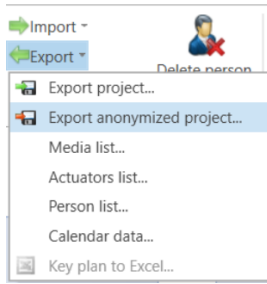 Import
Export
Delete person
Export project...
Export anonymized project...
Media list...
Actuators list...
Person list...
Calendar data...
Key plan to Excel...